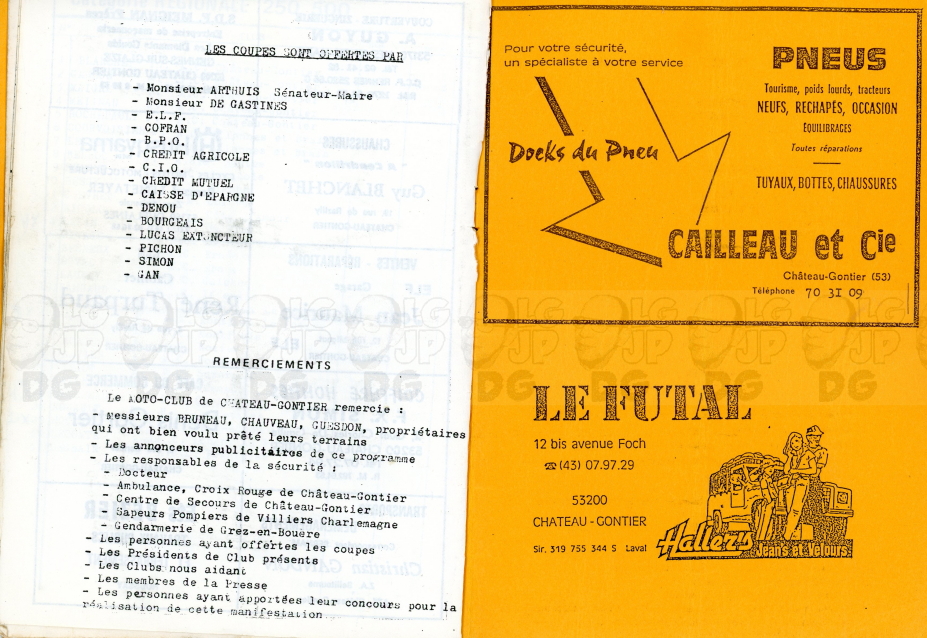 LES COUPES SONT OFFERTES PAR
- Monsieur ARTHUIS Sénateur-Maire
- Monsieur DE GASTINES
- E.L.F.
- COFRAN
- B.P.O.
- CREDIT AGRICOLE
- C.I.O.
- CREDIT MUTUEL
- CAISSE D'EPARGNE
- DENOU
- BOURGEAIS
- LUCAS EXTINCTEUR
- PICHON
- SIMON
- GAN
REMERCIEMENTS
Le MOTO-CLUB de CHATEAU-GONTIER remercie :
- Messieurs BRUNEAU, CHAUVEAU, GUESDON, propriétaires
qui ont bien voulu prêté leurs terrains
- Les annonceurs publicitaires de ce programme
- Les responsables de la sécurité :
- Docteur
- Ambulance, Croix Rouge de Château-Gontier
- Centre de Secours de Château-Gontier
- Sapeurs Pompiers de Villiers Charlemagne
- Gendarmerie de Grez-en-Bouere
- Les personnes ayant offertes les coupes
- Les Présidents de Club présents
- Les Clubs nous aidant
- Les membres de la Presse
- Les personnes ayant apportées leur concours pour la
réalisation de cette manifestation
Pour votre sécurité,
un spécialiste à votre service
Docks du Pneu
PNEUS
Tourisme, poids lourds, tracteurs
NEUFS, RECHAPÉS, OCCASION
ÉQUILIBRAGES
Toutes réparations
TUYAUX, BOTTES, CHAUSSURES
CAILLEAU et Cie
Château-Gontier (53)
Téléphone 70 31 09
LE FUTAL
12 bis avenue Foch
☎ (43) 07.97.29
53200
CHATEAU - GONTIER
Sir. 319 755 344 S Laval
Hallers
Jeans et Velours